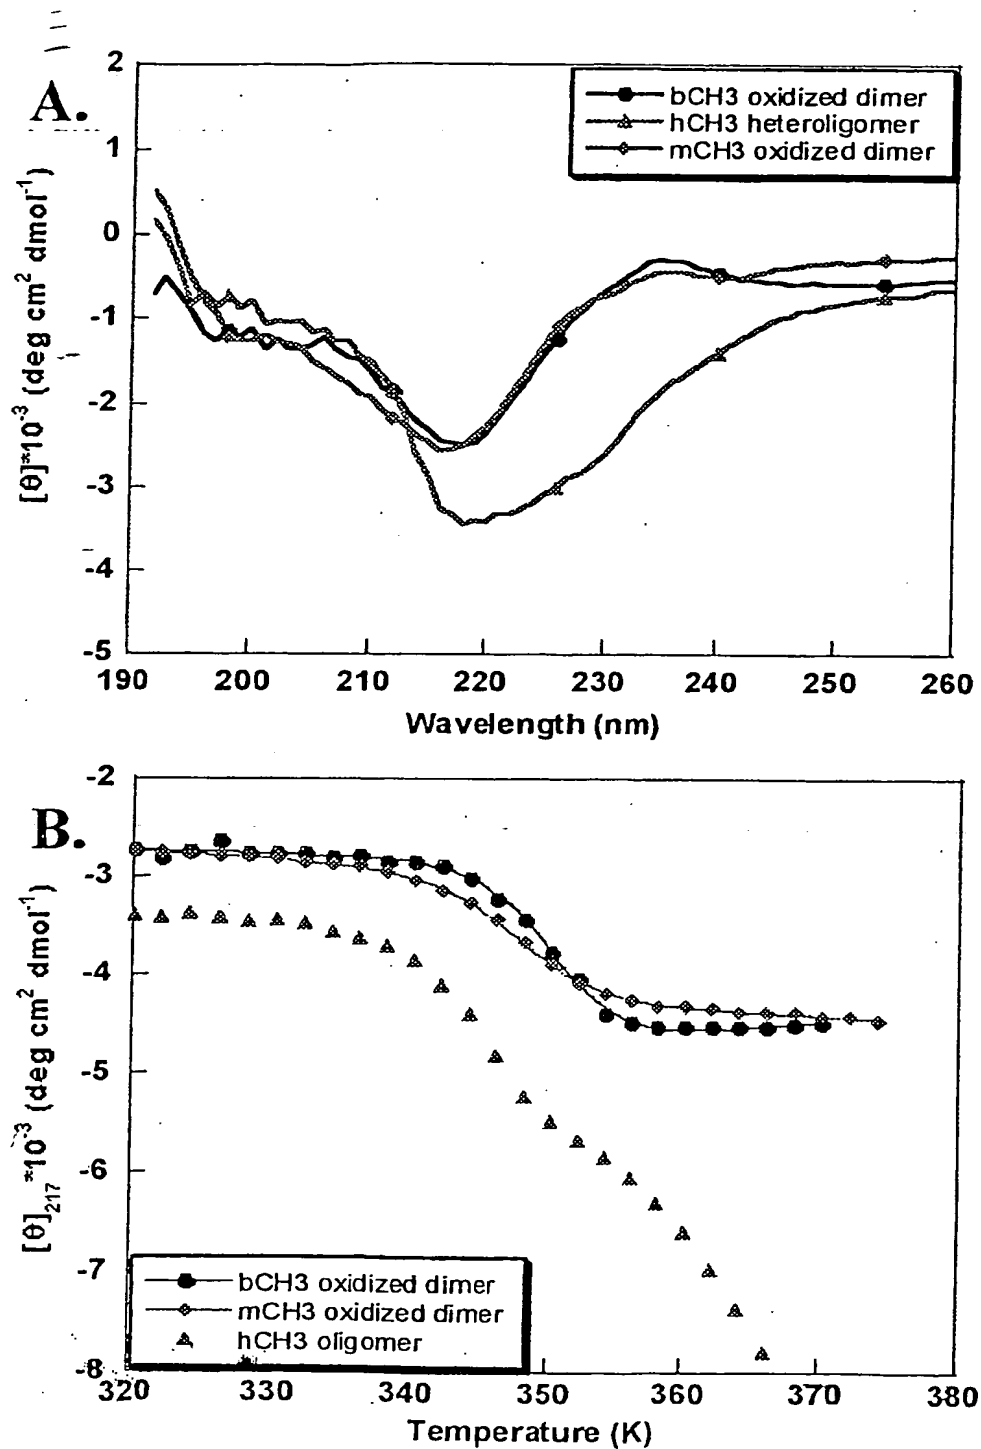 A.
2
1
0
-1
-2
-3
-4
-5
[θ]*10⁻³ (deg cm² dmol⁻¹)
bCH3 oxidized dimer
hCH3 heteroligomer
mCH3 oxidized dimer
190 200 210 220 230 240 250 260
Wavelength (nm)
B.
-2
-3
-4
-5
-6
-7
-8
[θ]₂₁₇*10⁻³ (deg cm² dmol⁻¹)
bCH3 oxidized dimer
mCH3 oxidized dimer
hCH3 oligomer
320 330 340 350 360 370 380
Temperature (K)